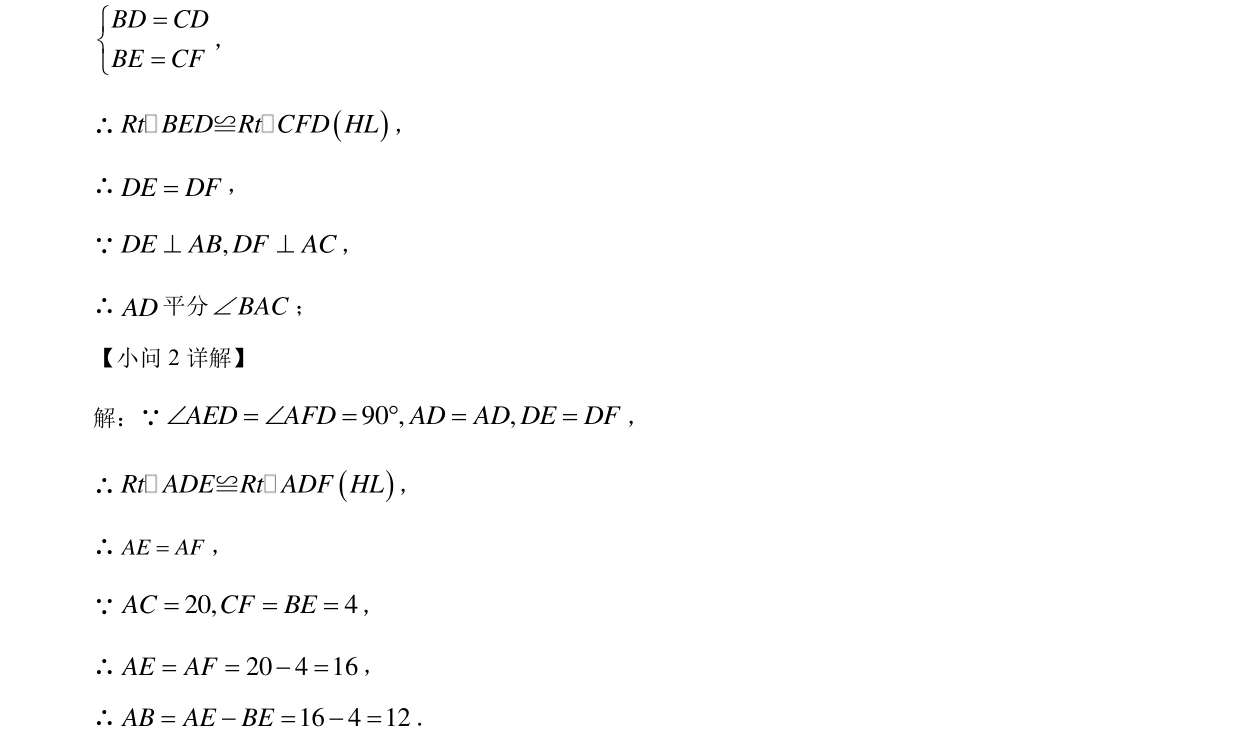 {BD = CD
BE = CF ，
∴ Rt□BED≌Rt□CFD(HL)，
∴ DE = DF，
∵ DE ⊥ AB, DF ⊥ AC，
∴ AD 平分∠BAC；
【小问 2 详解】
解：∵ ∠AED = ∠AFD = 90°, AD = AD, DE = DF，
∴ Rt□ADE≌Rt□ADF(HL)，
∴ AE = AF，
∵ AC = 20, CF = BE = 4，
∴ AE = AF = 20 − 4 = 16，
∴ AB = AE − BE = 16 − 4 = 12．